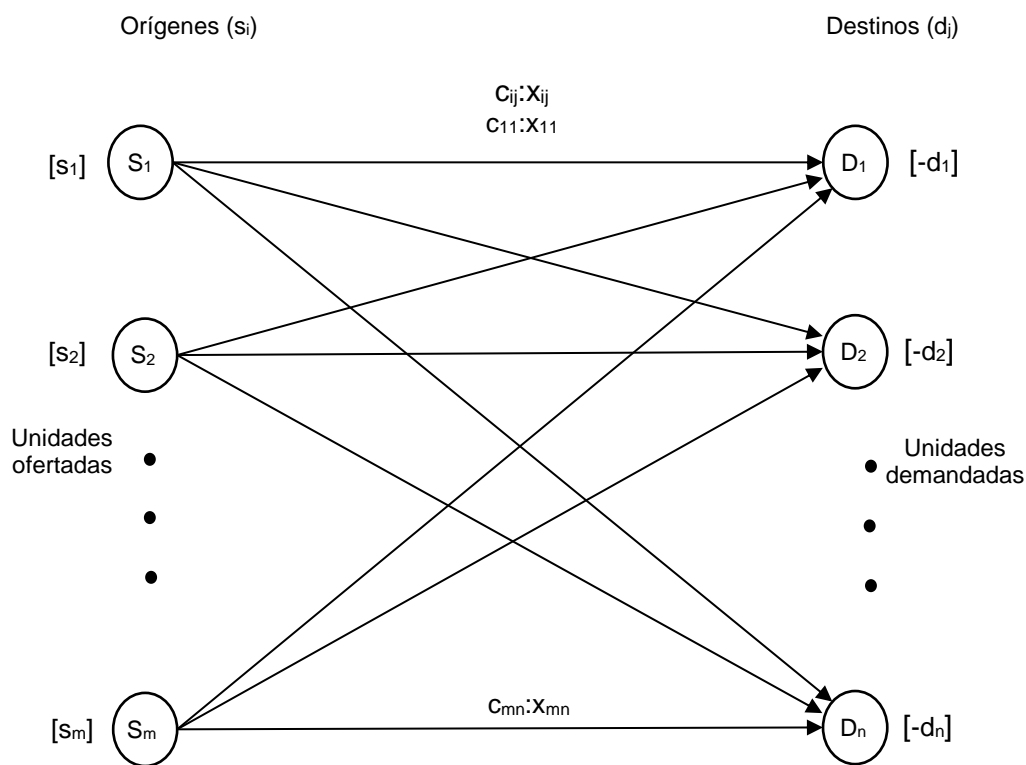 Orígenes (sᵢ) Destinos (dⱼ)
cᵢⱼ:xᵢⱼ
c₁₁:x₁₁
[s₁] S₁ D₁ [-d₁]
[s₂] S₂ D₂ [-d₂]
Unidades
ofertadas
Unidades
demandadas
cₘₙ:xₘₙ
[sₘ] Sₘ Dₙ [-dₙ]